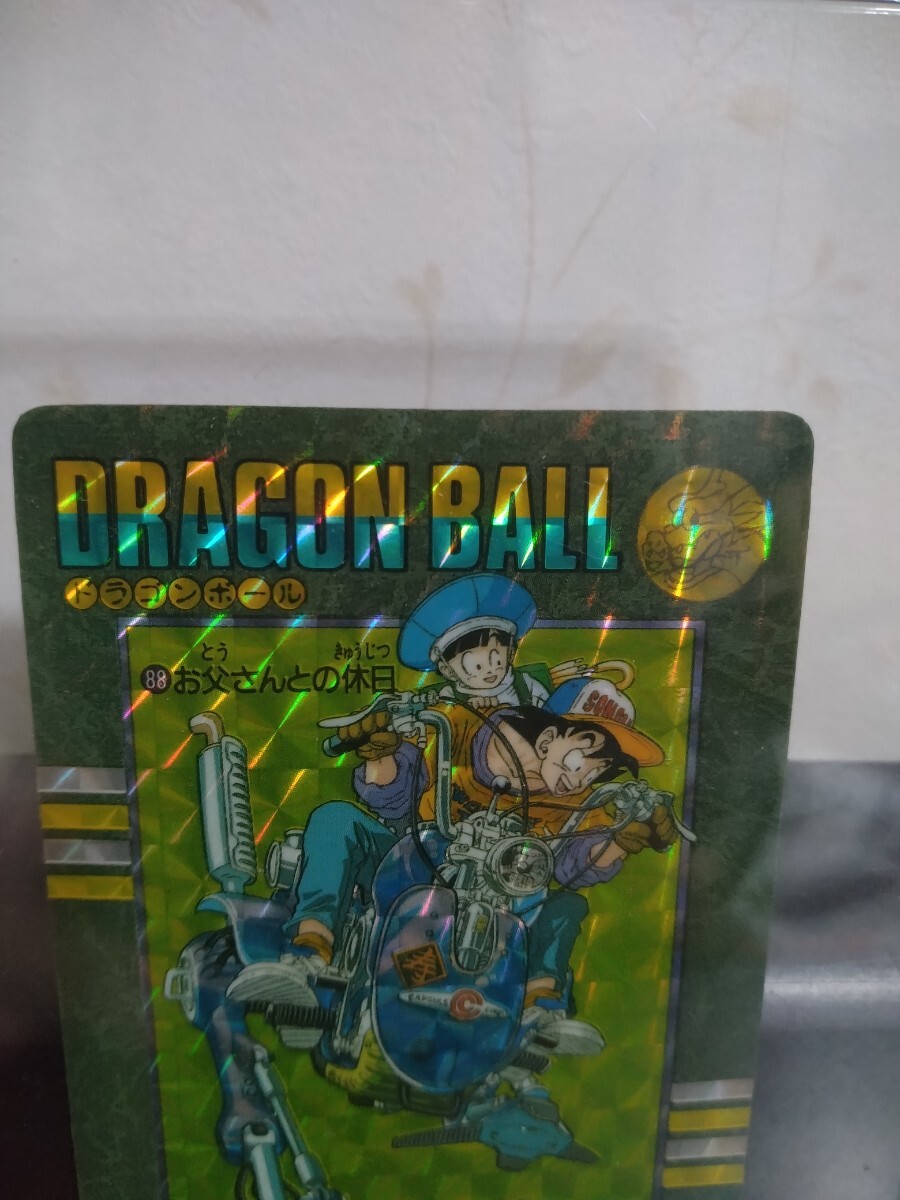 DRAGON BALL
ドラゴンボール
とう きゅうじつ
88 お父さんとの休日
CAPSULE C